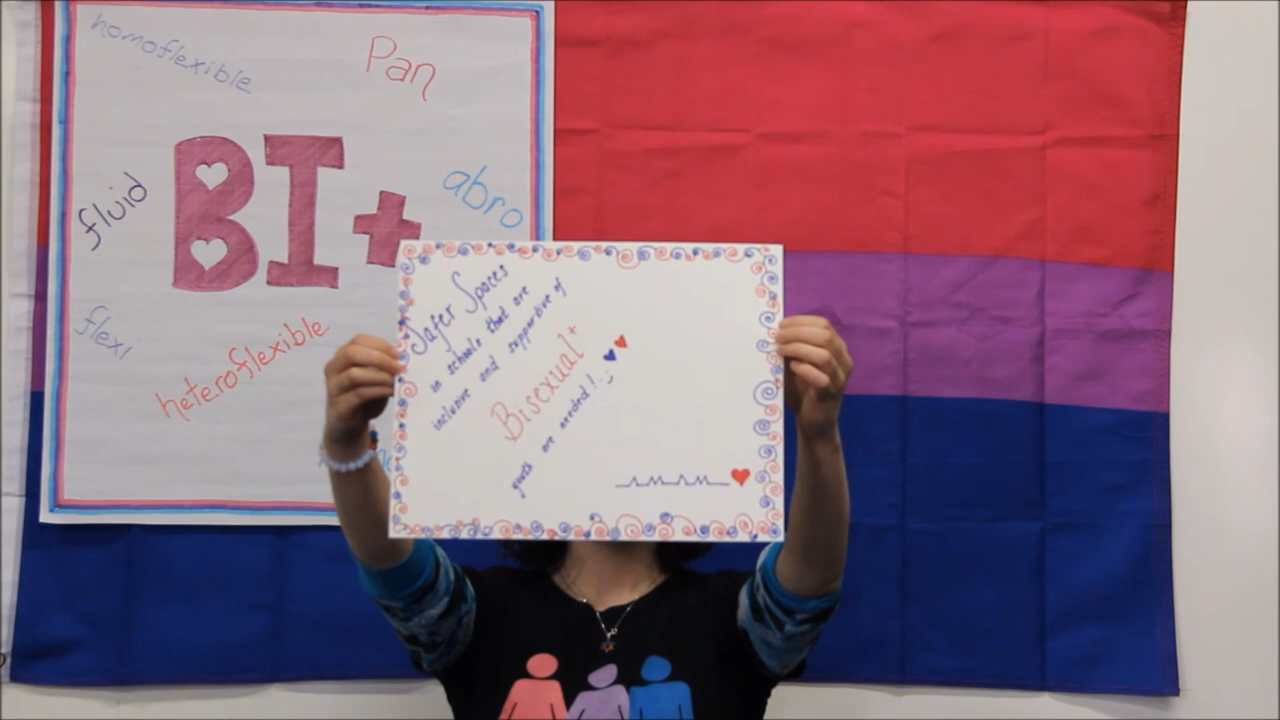 homoflexible
Pan
BI+
fluid
abro
flexi
heteroflexible
Safer Spaces
in schools that are
inclusive and supportive of
Bisexual+
youth are needed! :)